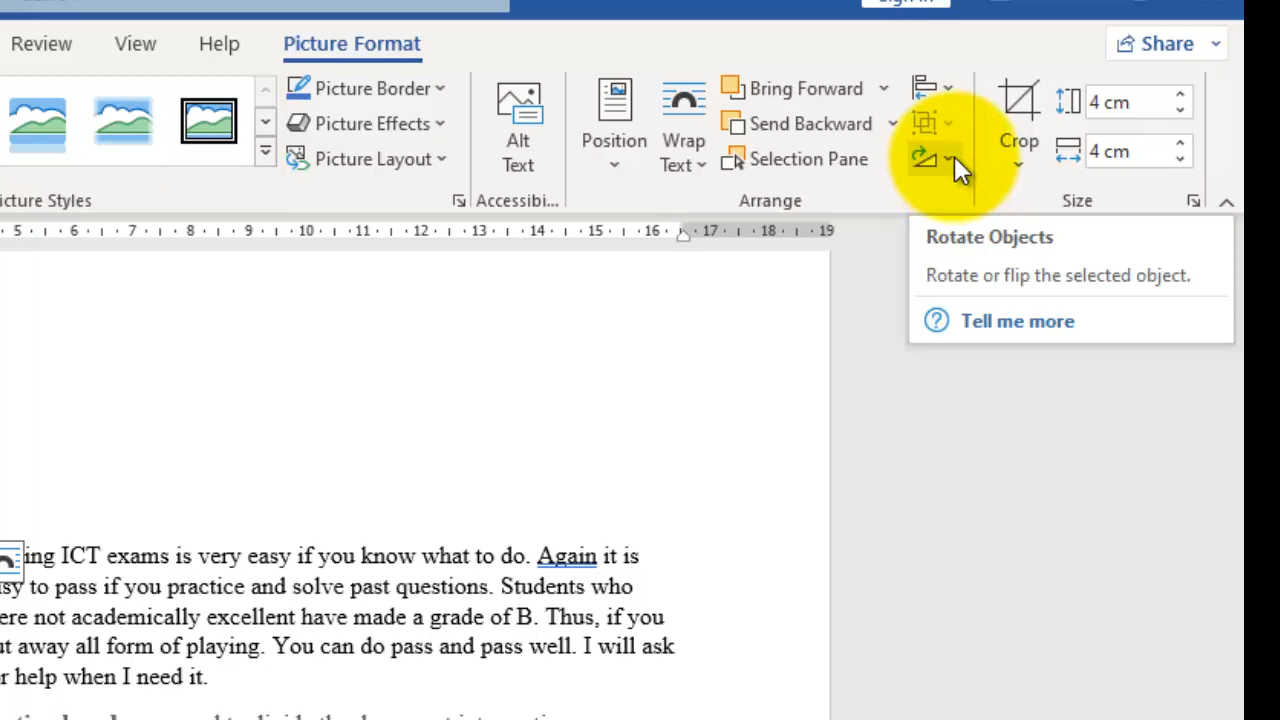 Review View Help Picture Format Share
Picture Border Alt Text Position Wrap Text Bring Forward Crop 4 cm
Picture Effects Send Backward
Picture Layout Selection Pane 4 cm
Styles Accessibi... Arrange Size
5 6 7 8 9 10 11 12 13 14 15 16 17 18 19
Rotate Objects
Rotate or flip the selected object.
Tell me more
ICT exams is very easy if you know what to do. Again it is
to pass if you practice and solve past questions. Students who
not academically excellent have made a grade of B. Thus, if you
away all form of playing. You can do pass and pass well. I will ask
help when I need it.